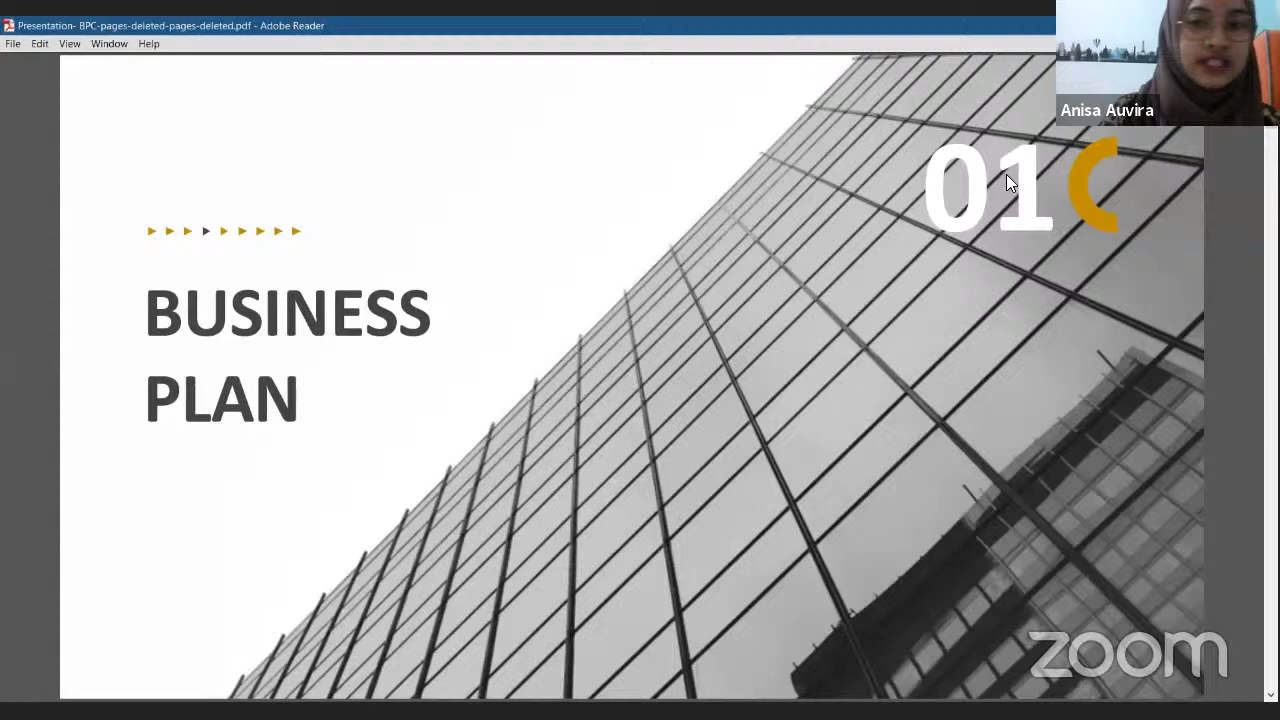 Presentation- BPC-pages-deleted-pages-deleted.pdf - Adobe Reader
File Edit View Window Help
Anisa Auvira
01
BUSINESS
PLAN
zoom